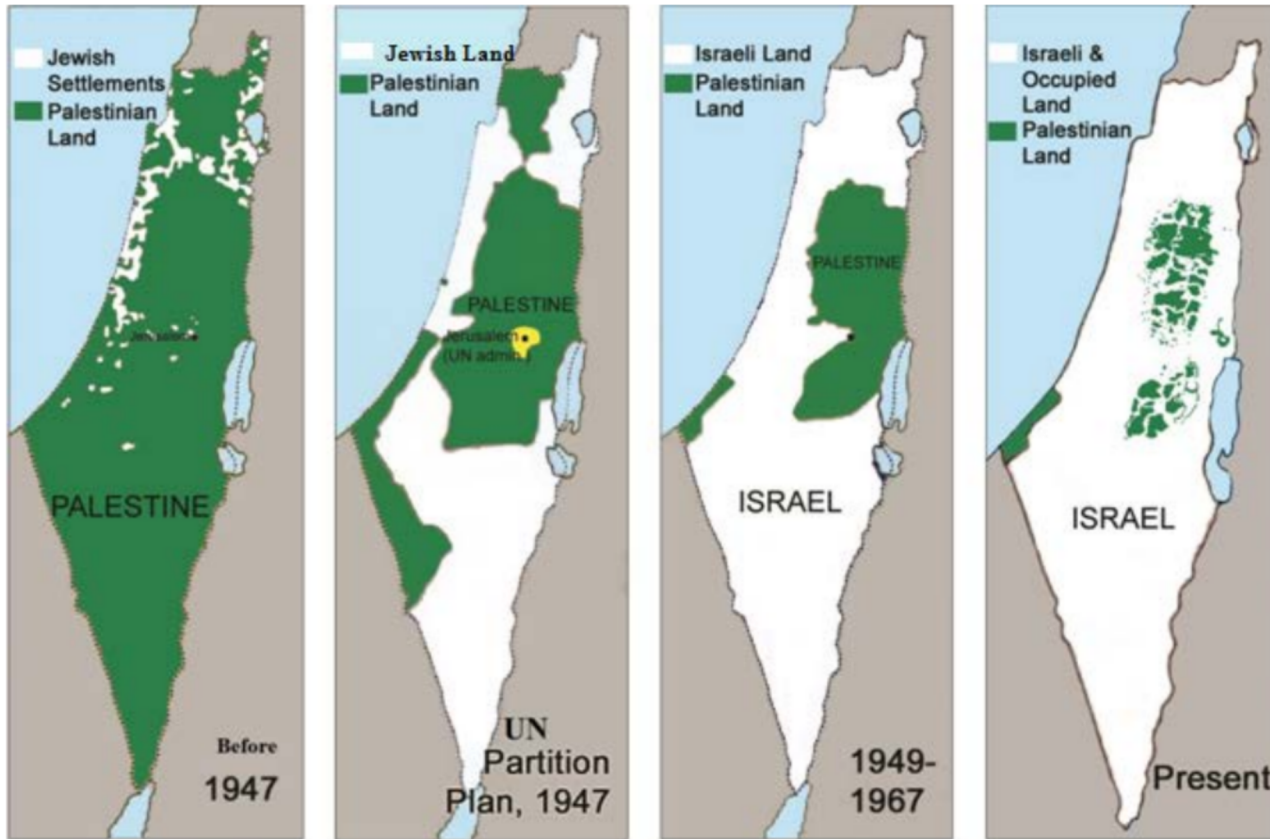 Jewish
Settlements
Palestinian
Land
Jerusalem
PALESTINE
Before
1947
Jewish Land
Palestinian
Land
PALESTINE
Jerusalem
(UN admin.)
UN
Partition
Plan, 1947
Israeli Land
Palestinian
Land
PALESTINE
ISRAEL
1949-
1967
Israeli &
Occupied
Land
Palestinian
Land
ISRAEL
Present